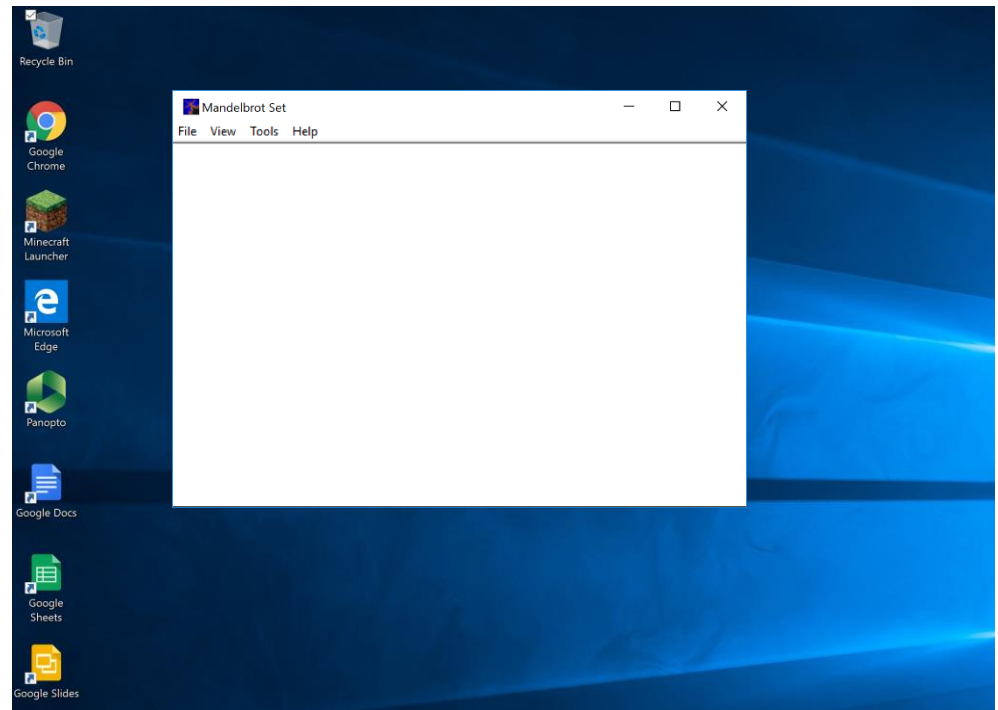 Recycle Bin
Google
Chrome
Minecraft
Launcher
Microsoft
Edge
Panopto
Google Docs
Google
Sheets
Google Slides
Mandelbrot Set
File View Tools Help